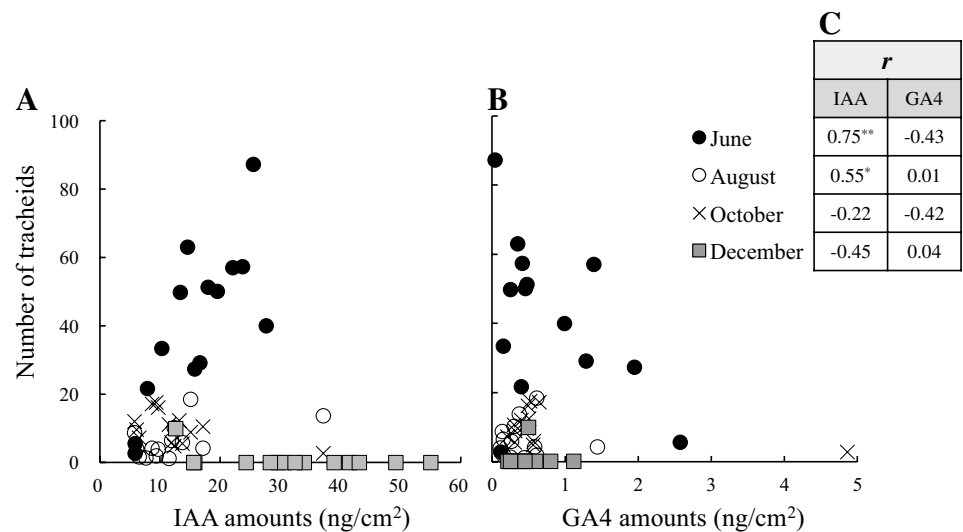 C
r
IAA GA4
0.75** -0.43
0.55* 0.01
-0.22 -0.42
-0.45 0.04
A
B
Number of tracheids
100
80
60
40
20
0
0 10 20 30 40 50 60
IAA amounts (ng/cm2)
June
August
October
December
0 1 2 3 4 5
GA4 amounts (ng/cm2)